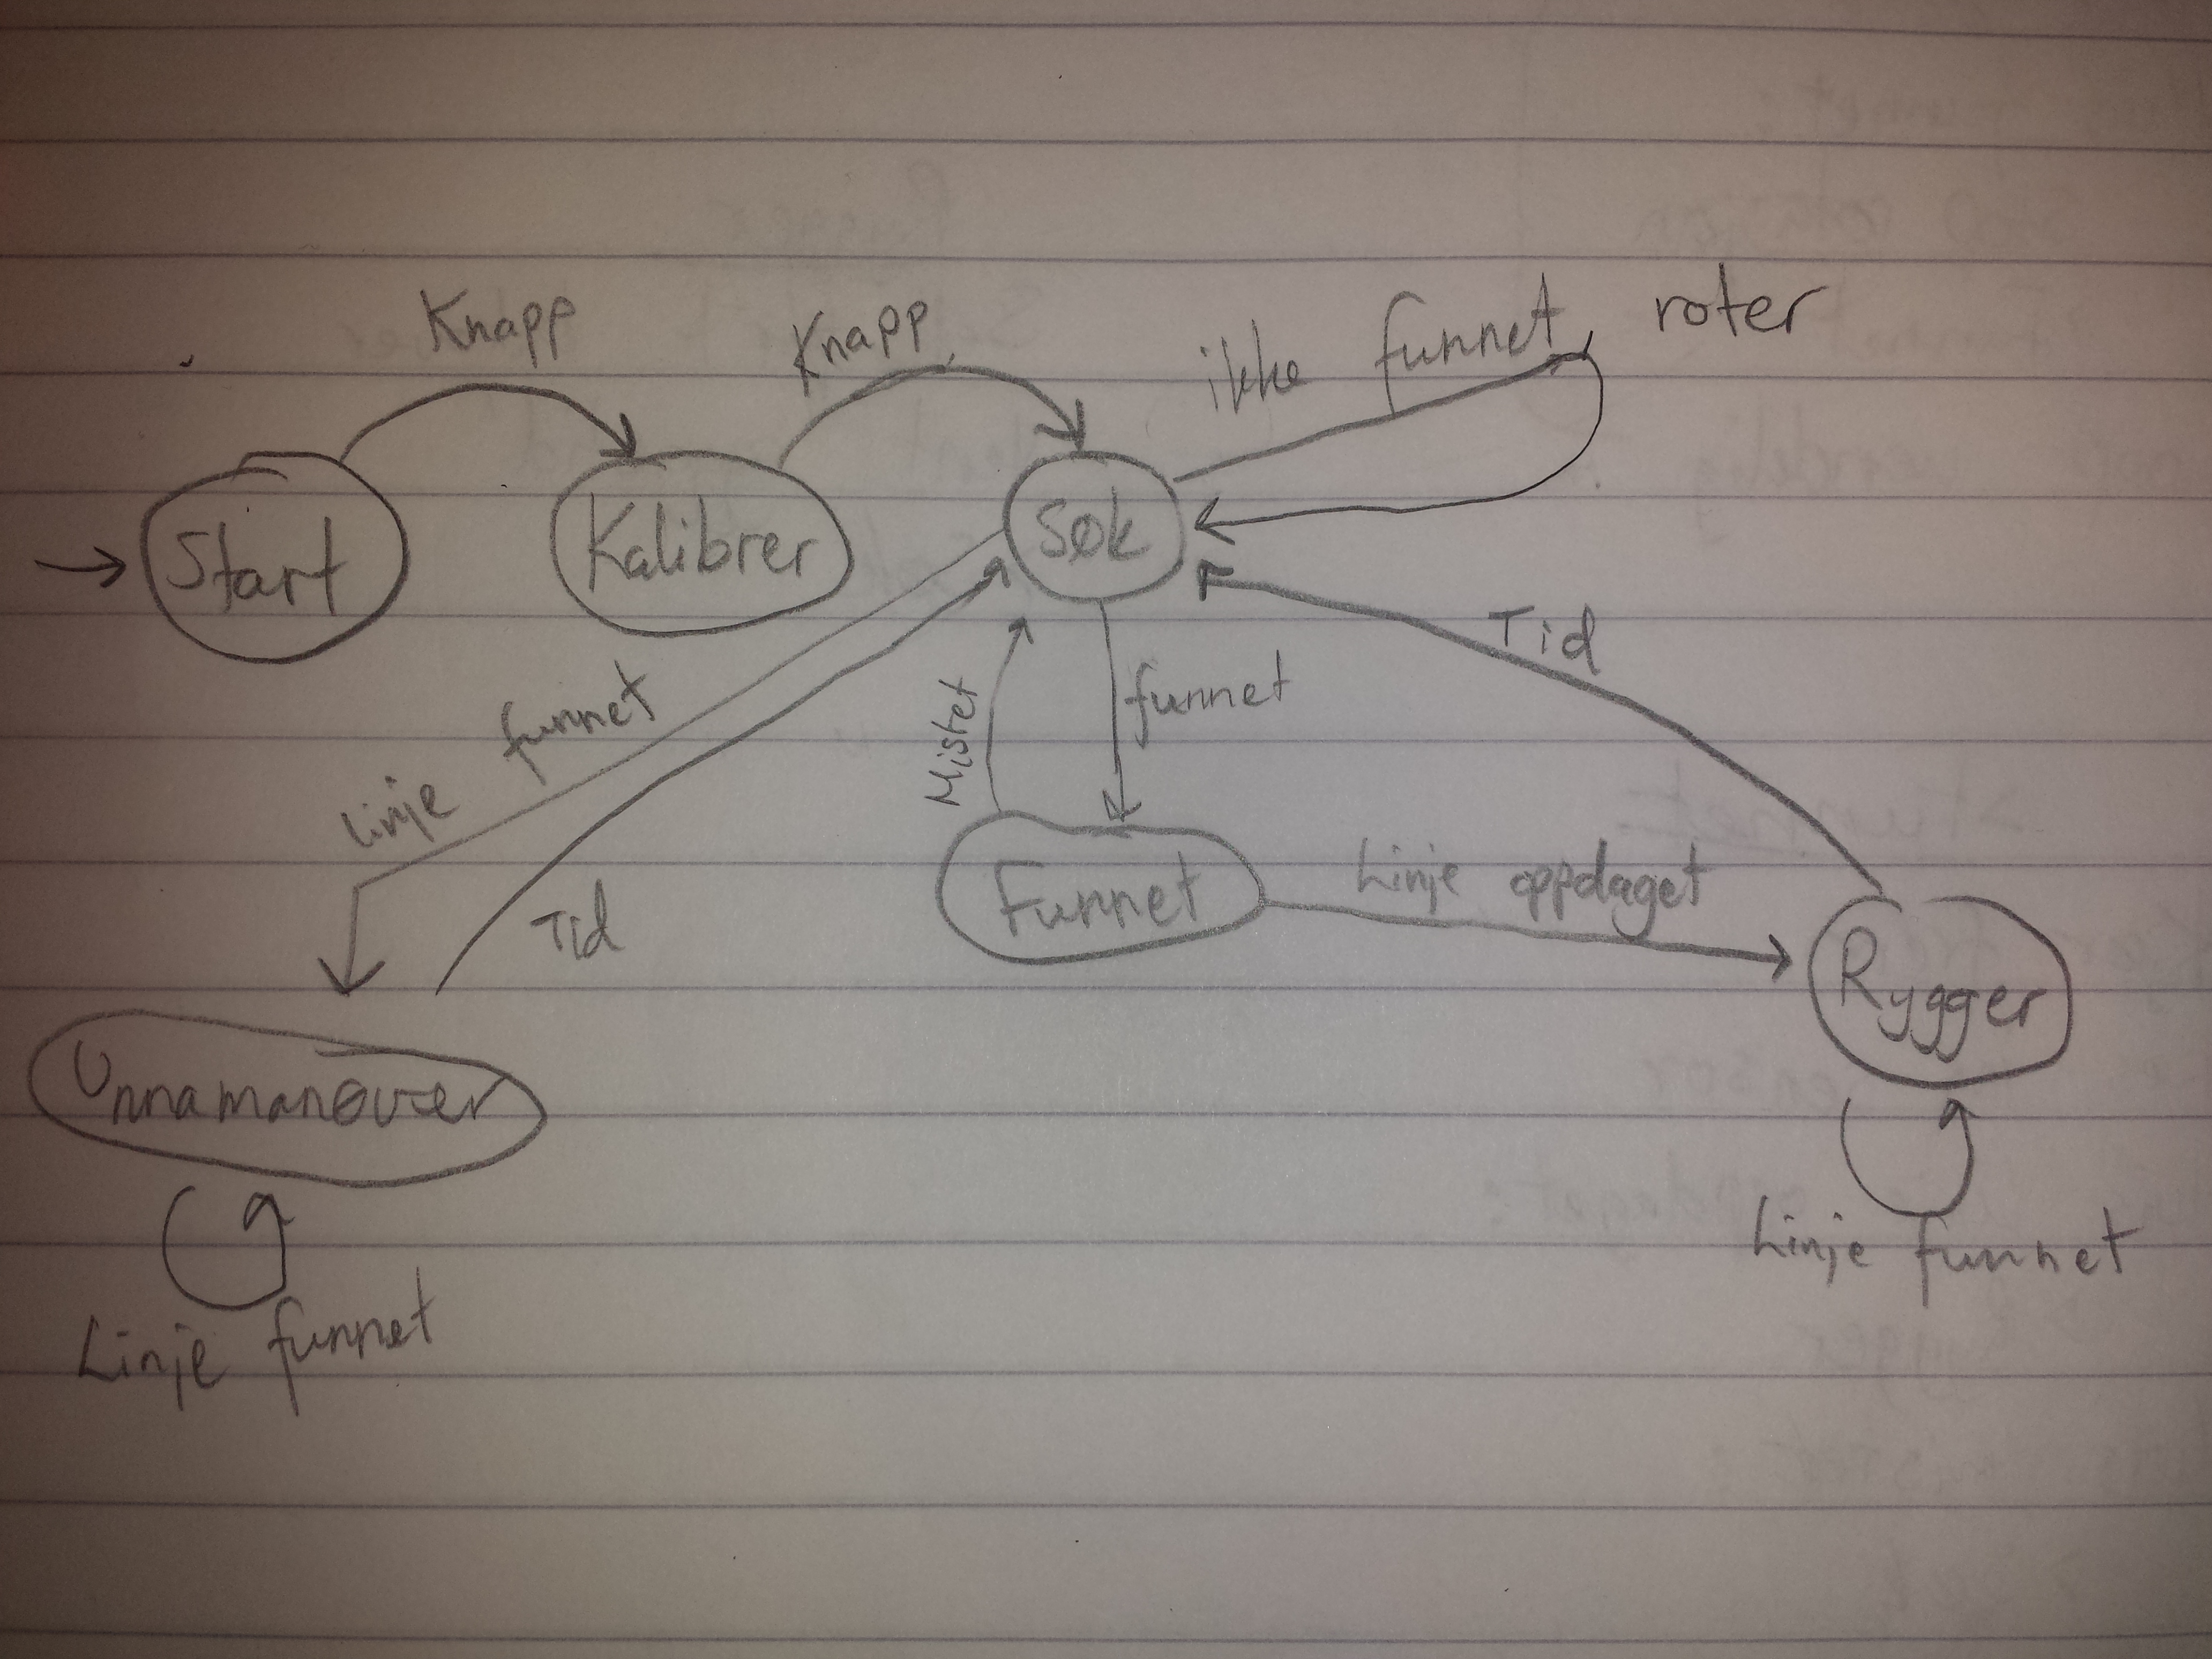 Knapp
Knapp
ikke funnet, roter
Start
Kalibrer
Søk
Tid
linje funnet
Mistet
funnet
Tid
Funnet
Linje oppdaget
Rygger
Unnamanøver
Linje funnet
Linje funnet